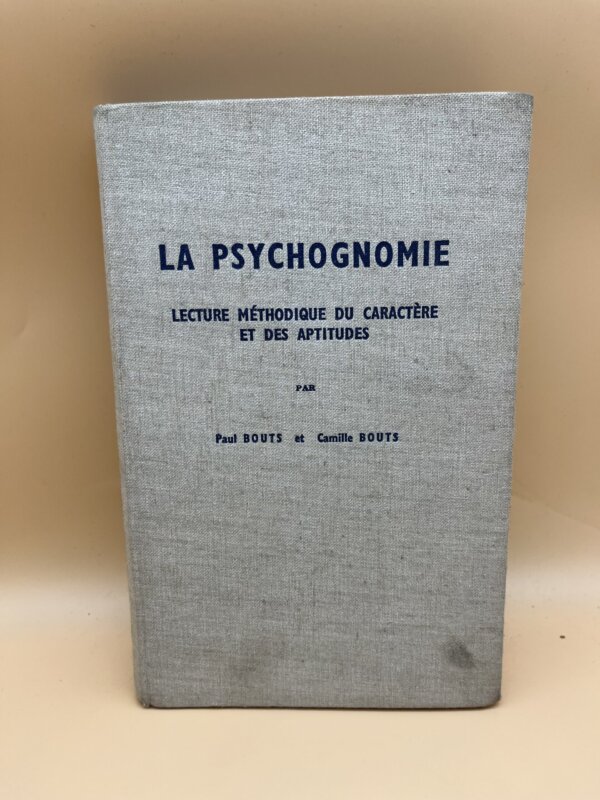 LA PSYCHOGNOMIE
LECTURE MÉTHODIQUE DU CARACTÈRE
ET DES APTITUDES
PAR
Paul BOUTS et Camille BOUTS